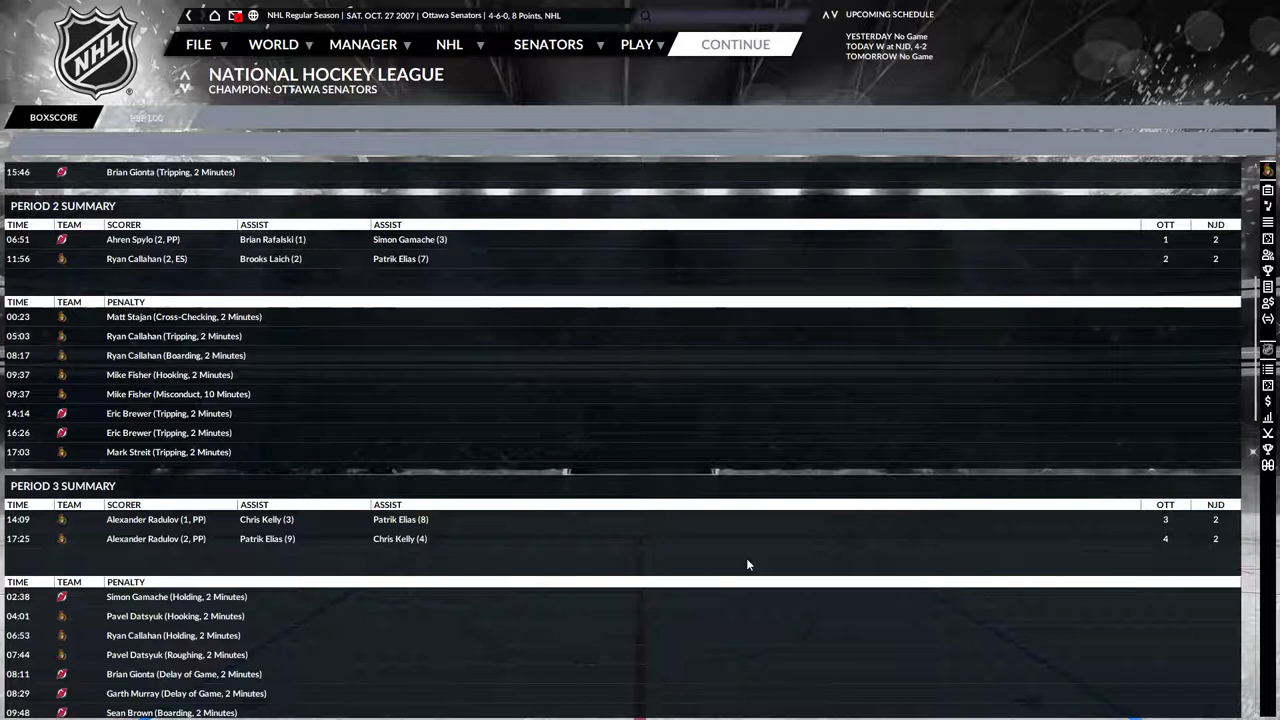 NHL Regular Season | SAT. OCT. 27 2007 | Ottawa Senators | 4-6-0, 8 Points, NHL
UPCOMING SCHEDULE
YESTERDAY No Game
TODAY W at NJD, 4-2
TOMORROW No Game
FILE WORLD MANAGER NHL SENATORS PLAY CONTINUE
NHL
NATIONAL HOCKEY LEAGUE
CHAMPION: OTTAWA SENATORS
BOXSCORE
15:46 Brian Gionta (Tripping, 2 Minutes)
PERIOD 2 SUMMARY
TIME TEAM SCORER ASSIST ASSIST OTT NJD
06:51 Ahren Spylo (2, PP) Brian Rafalski (1) Simon Gamache (3) 1 2
11:56 Ryan Callahan (2, ES) Brooks Laich (2) Patrik Elias (7) 2 2
TIME TEAM PENALTY
00:23 Matt Stajan (Cross-Checking, 2 Minutes)
05:03 Ryan Callahan (Tripping, 2 Minutes)
08:17 Ryan Callahan (Boarding, 2 Minutes)
09:37 Mike Fisher (Hooking, 2 Minutes)
09:37 Mike Fisher (Misconduct, 10 Minutes)
14:14 Eric Brewer (Tripping, 2 Minutes)
16:26 Eric Brewer (Tripping, 2 Minutes)
17:03 Mark Streit (Tripping, 2 Minutes)
PERIOD 3 SUMMARY
TIME TEAM SCORER ASSIST ASSIST OTT NJD
14:09 Alexander Radulov (1, PP) Chris Kelly (3) Patrik Elias (8) 3 2
17:25 Alexander Radulov (2, PP) Patrik Elias (9) Chris Kelly (4) 4 2
TIME TEAM PENALTY
02:38 Simon Gamache (Holding, 2 Minutes)
04:01 Pavel Datsyuk (Hooking, 2 Minutes)
06:53 Ryan Callahan (Holding, 2 Minutes)
07:44 Pavel Datsyuk (Roughing, 2 Minutes)
08:11 Brian Gionta (Delay of Game, 2 Minutes)
08:29 Garth Murray (Delay of Game, 2 Minutes)
09:48 Sean Brown (Boarding, 2 Minutes)